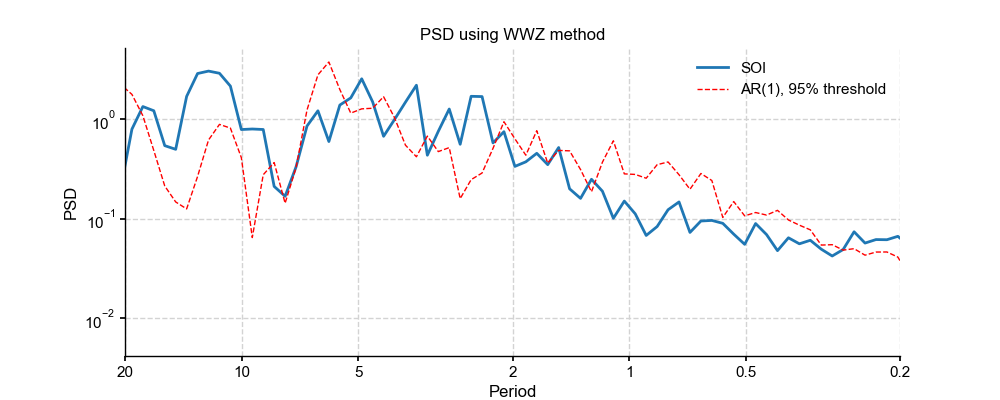 PSD using WWZ method
SOI
AR(1), 95% threshold
PSD
10⁰
10⁻¹
10⁻²
20 10 5 2 1 0.5 0.2
Period